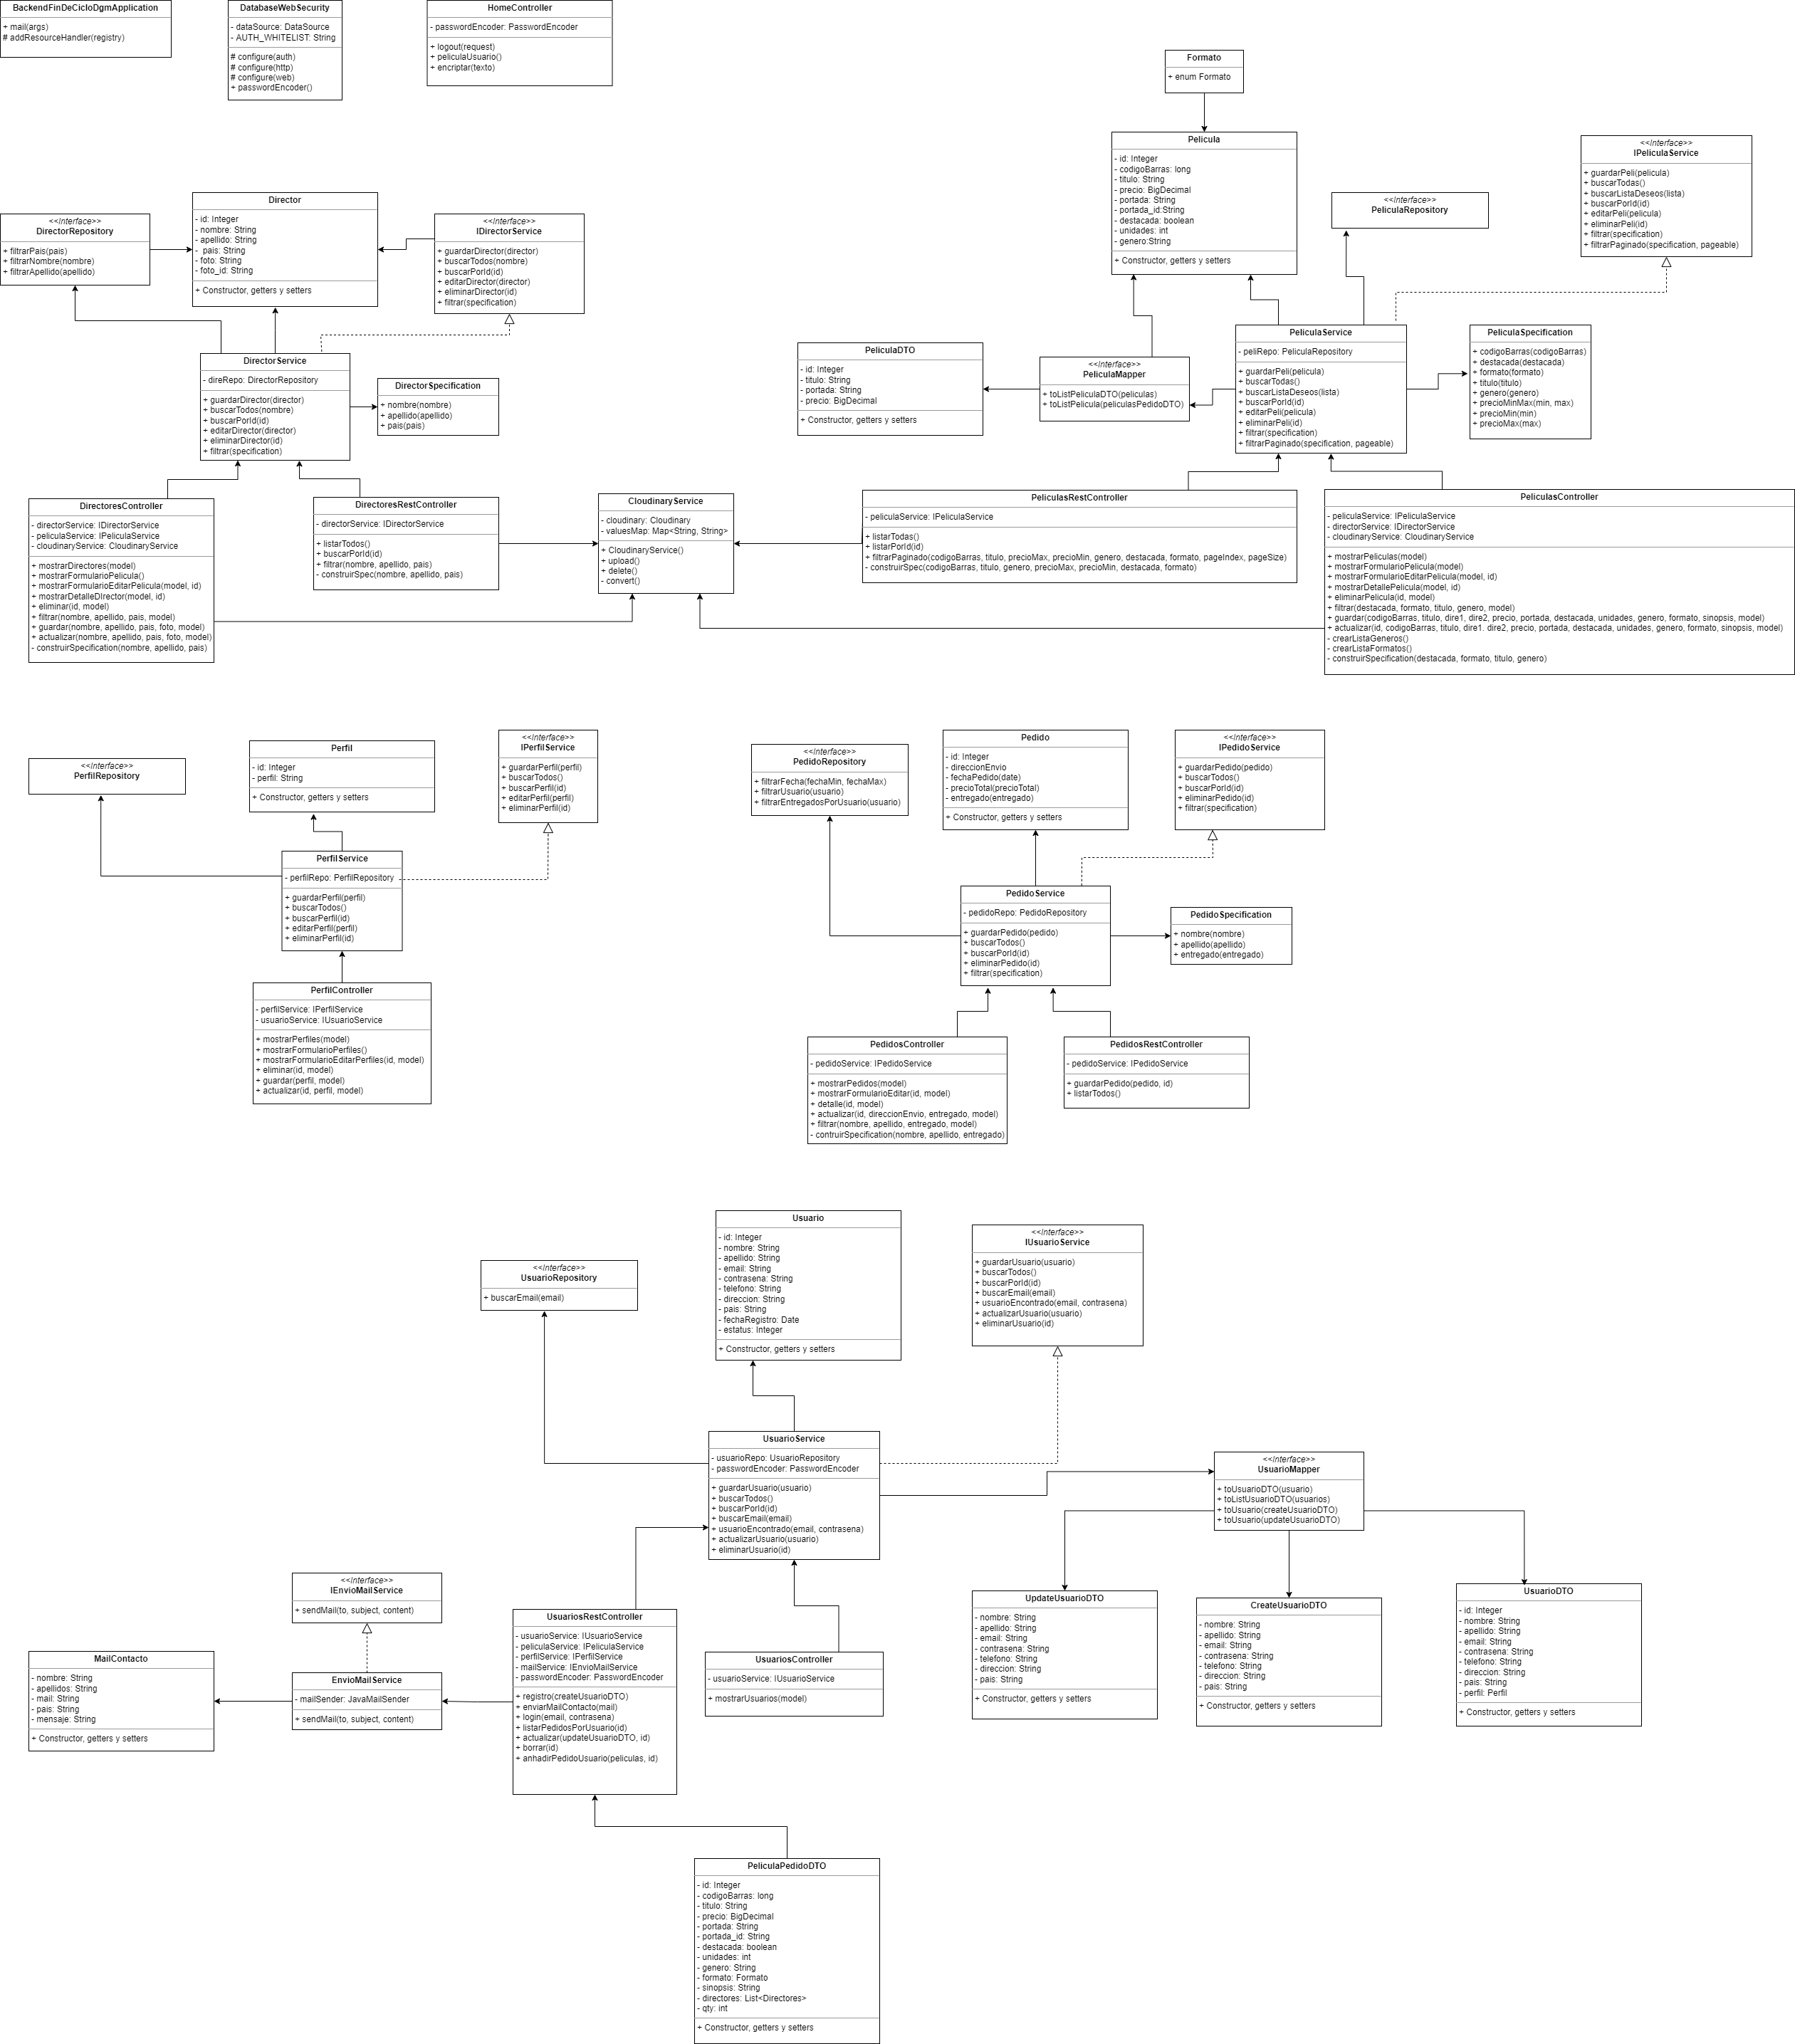 BackendFinDeCicloDgmApplication
+ mail(args)
# addResourceHandler(registry)
DatabaseWebSecurity
- dataSource: DataSource
- AUTH_WHITELIST: String
# configure(auth)
# configure(http)
# configure(web)
+ passwordEncoder()
HomeController
- passwordEncoder: PasswordEncoder
+ logout(request)
+ peliculaUsuario()
+ encriptar(texto)
Formato
+ enum Formato
Pelicula
- id: Integer
- codigoBarras: long
- titulo: String
- precio: BigDecimal
- portada: String
- portada_id:String
- destacada: boolean
- unidades: int
- genero:String
+ Constructor, getters y setters
<<Interface>>
IPeliculaService
+ guardarPeli(pelicula)
+ buscarTodas()
+ buscarListaDeseos(lista)
+ buscarPorId(id)
+ editarPeli(pelicula)
+ eliminarPeli(id)
+ filtrar(specification)
+ filtrarPaginado(specification, pageable)
<<Interface>>
PeliculaRepository
Director
- id: Integer
- nombre: String
- apellido: String
-  pais: String
- foto: String
- foto_id: String
+ Constructor, getters y setters
<<Interface>>
DirectorRepository
+ filtrarPais(pais)
+ filtrarNombre(nombre)
+ filtrarApellido(apellido)
<<Interface>>
IDirectorService
+ guardarDirector(director)
+ buscarTodos(nombre)
+ buscarPorId(id)
+ editarDirector(director)
+ eliminarDirector(id)
+ filtrar(specification)
DirectorService
- direRepo: DirectorRepository
+ guardarDirector(director)
+ buscarTodos(nombre)
+ buscarPorId(id)
+ editarDirector(director)
+ eliminarDirector(id)
+ filtrar(specification)
DirectorSpecification
+ nombre(nombre)
+ apellido(apellido)
+ pais(pais)
PeliculaDTO
- id: Integer
- titulo: String
- portada: String
- precio: BigDecimal
+ Constructor, getters y setters
<<Interface>>
PeliculaMapper
+ toListPeliculaDTO(peliculas)
+ toListPelicula(peliculasPedidoDTO)
PeliculaService
- peliRepo: PeliculaRepository
+ guardarPeli(pelicula)
+ buscarTodas()
+ buscarListaDeseos(lista)
+ buscarPorId(id)
+ editarPeli(pelicula)
+ eliminarPeli(id)
+ filtrar(specification)
+ filtrarPaginado(specification, pageable)
PeliculaSpecification
+ codigoBarras(codigoBarras)
+ destacada(destacada)
+ formato(formato)
+ titulo(titulo)
+ genero(genero)
+ precioMinMax(min, max)
+ precioMin(min)
+ precioMax(max)
DirectoresController
- directorService: IDirectorService
- peliculaService: IPeliculaService
- cloudinaryService: CloudinaryService
+ mostrarDirectores(model)
+ mostrarFormularioPelicula()
+ mostrarFormularioEditarPelicula(model, id)
+ mostrarDetalleDIrector(model, id)
+ eliminar(id, model)
+ filtrar(nombre, apellido, pais, model)
+ guardar(nombre, apellido, pais, foto, model)
+ actualizar(nombre, apellido, pais, foto, model)
- construirSpecification(nombre, apellido, pais)
DirectoresRestController
- directorService: IDirectorService
+ listarTodos()
+ buscarPorId(id)
+ filtrar(nombre, apellido, pais)
- construirSpec(nombre, apellido, pais)
CloudinaryService
- cloudinary: Cloudinary
- valuesMap: Map<String, String>
+ CloudinaryService()
+ upload()
+ delete()
- convert()
PeliculasRestController
- peliculaService: IPeliculaService
+ listarTodas()
+ listarPorId(id)
+ filtrarPaginado(codigoBarras, titulo, precioMax, precioMin, genero, destacada, formato, pageIndex, pageSize)
- construirSpec(codigoBarras, titulo, genero, precioMax, precioMin, destacada, formato)
PeliculasController
- peliculaService: IPeliculaService
- directorService: IDirectorService
- cloudinaryService: CloudinaryService
+ mostrarPeliculas(model)
+ mostrarFormularioPelicula(model)
+ mostrarFormularioEditarPelicula(model, id)
+ mostrarDetallePelicula(model, id)
+ eliminarPelicula(id, model)
+ filtrar(destacada, formato, titulo, genero, model)
+ guardar(codigoBarras, titulo, dire1, dire2, precio, portada, destacada, unidades, genero, formato, sinopsis, model)
+ actualizar(id, codigoBarras, titulo, dire1. dire2, precio, portada, destacada, unidades, genero, formato, sinopsis, model)
- crearListaGeneros()
- crearListaFormatos()
- construirSpecification(destacada, formato, titulo, genero)
<<Interface>>
PerfilRepository
Perfil
- id: Integer
- perfil: String
+ Constructor, getters y setters
<<Interface>>
IPerfilService
+ guardarPerfil(perfil)
+ buscarTodos()
+ buscarPerfil(id)
+ editarPerfil(perfil)
+ eliminarPerfil(id)
PerfilService
- perfilRepo: PerfilRepository
+ guardarPerfil(perfil)
+ buscarTodos()
+ buscarPerfil(id)
+ editarPerfil(perfil)
+ eliminarPerfil(id)
PerfilController
- perfilService: IPerfilService
- usuarioService: IUsuarioService
+ mostrarPerfiles(model)
+ mostrarFormularioPerfiles()
+ mostrarFormularioEditarPerfiles(id, model)
+ eliminar(id, model)
+ guardar(perfil, model)
+ actualizar(id, perfil, model)
<<Interface>>
PedidoRepository
+ filtrarFecha(fechaMin, fechaMax)
+ filtrarUsuario(usuario)
+ filtrarEntregadosPorUsuario(usuario)
Pedido
- id: Integer
- direccionEnvio
- fechaPedido(date)
- precioTotal(precioTotal)
- entregado(entregado)
+ Constructor, getters y setters
<<Interface>>
IPedidoService
+ guardarPedido(pedido)
+ buscarTodos()
+ buscarPorId(id)
+ eliminarPedido(id)
+ filtrar(specification)
PedidoService
- pedidoRepo: PedidoRepository
+ guardarPedido(pedido)
+ buscarTodos()
+ buscarPorId(id)
+ eliminarPedido(id)
+ filtrar(specification)
PedidoSpecification
+ nombre(nombre)
+ apellido(apellido)
+ entregado(entregado)
PedidosController
- pedidoService: IPedidoService
+ mostrarPedidos(model)
+ mostrarFormularioEditar(id, model)
+ detalle(id, model)
+ actualizar(id, direccionEnvio, entregado, model)
+ filtrar(nombre, apellido, entregado, model)
- contruirSpecification(nombre, apellido, entregado)
PedidosRestController
- pedidoService: IPedidoService
+ guardarPedido(pedido, id)
+ listarTodos()
Usuario
- id: Integer
- nombre: String
- apellido: String
- email: String
- contrasena: String
- telefono: String
- direccion: String
- pais: String
- fechaRegistro: Date
- estatus: Integer
+ Constructor, getters y setters
<<Interface>>
IUsuarioService
+ guardarUsuario(usuario)
+ buscarTodos()
+ buscarPorId(id)
+ buscarEmail(email)
+ usuarioEncontrado(email, contrasena)
+ actualizarUsuario(usuario)
+ eliminarUsuario(id)
<<Interface>>
UsuarioRepository
+ buscarEmail(email)
UsuarioService
- usuarioRepo: UsuarioRepository
- passwordEncoder: PasswordEncoder
+ guardarUsuario(usuario)
+ buscarTodos()
+ buscarPorId(id)
+ buscarEmail(email)
+ usuarioEncontrado(email, contrasena)
+ actualizarUsuario(usuario)
+ eliminarUsuario(id)
<<Interface>>
UsuarioMapper
+ toUsuarioDTO(usuario)
+ toListUsuarioDTO(usuarios)
+ toUsuario(createUsuarioDTO)
+ toUsuario(updateUsuarioDTO)
<<Interface>>
IEnvioMailService
+ sendMail(to, subject, content)
UsuariosRestController
- usuarioService: IUsuarioService
- peliculaService: IPeliculaService
- perfilService: IPerfilService
- mailService: IEnvioMailService
- passwordEncoder: PasswordEncoder
+ registro(createUsuarioDTO)
+ enviarMailContacto(mail)
+ login(email, contrasena)
+ listarPedidosPorUsuario(id)
+ actualizar(updateUsuarioDTO, id)
+ borrar(id)
+ anhadirPedidoUsuario(peliculas, id)
UpdateUsuarioDTO
- nombre: String
- apellido: String
- email: String
- contrasena: String
- telefono: String
- direccion: String
- pais: String
+ Constructor, getters y setters
CreateUsuarioDTO
- nombre: String
- apellido: String
- email: String
- contrasena: String
- telefono: String
- direccion: String
- pais: String
+ Constructor, getters y setters
UsuarioDTO
- id: Integer
- nombre: String
- apellido: String
- email: String
- contrasena: String
- telefono: String
- direccion: String
- pais: String
- perfil: Perfil
+ Constructor, getters y setters
MailContacto
- nombre: String
- apellidos: String
- mail: String
- pais: String
- mensaje: String
+ Constructor, getters y setters
EnvioMailService
- mailSender: JavaMailSender
+ sendMail(to, subject, content)
UsuariosController
- usuarioService: IUsuarioService
+ mostrarUsuarios(model)
PeliculaPedidoDTO
- id: Integer
- codigoBarras: long
- titulo: String
- precio: BigDecimal
- portada: String
- portada_id: String
- destacada: boolean
- unidades: int
- genero: String
- formato: Formato
- sinopsis: String
- directores: List<Directores>
- qty: int
+ Constructor, getters y setters